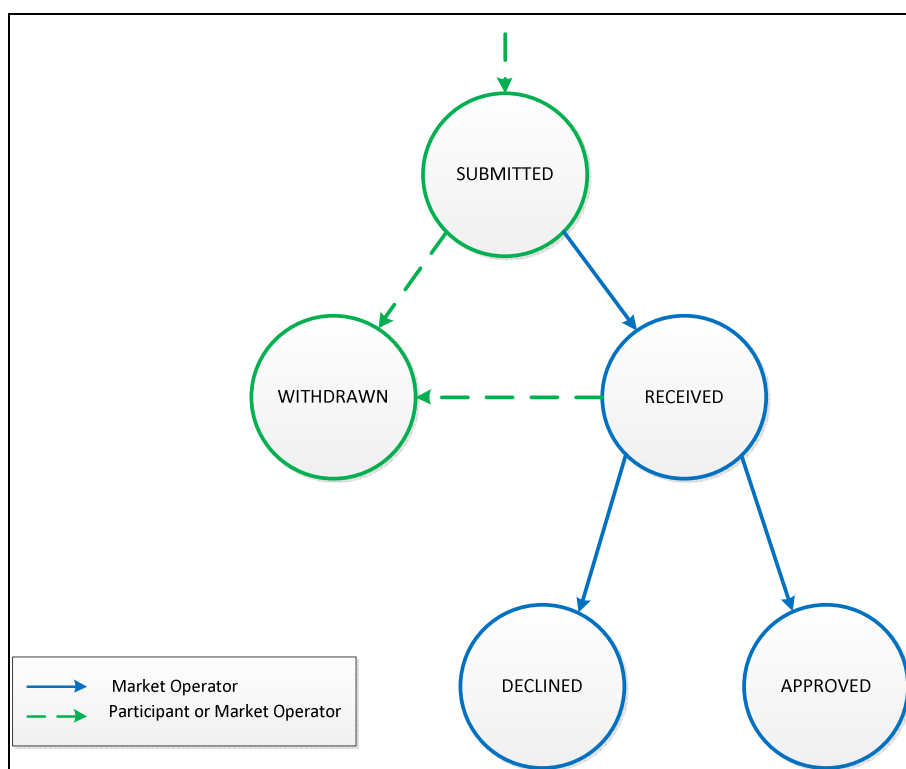 SUBMITTED
WITHDRAWN
RECEIVED
DECLINED
APPROVED
Market Operator
Participant or Market Operator